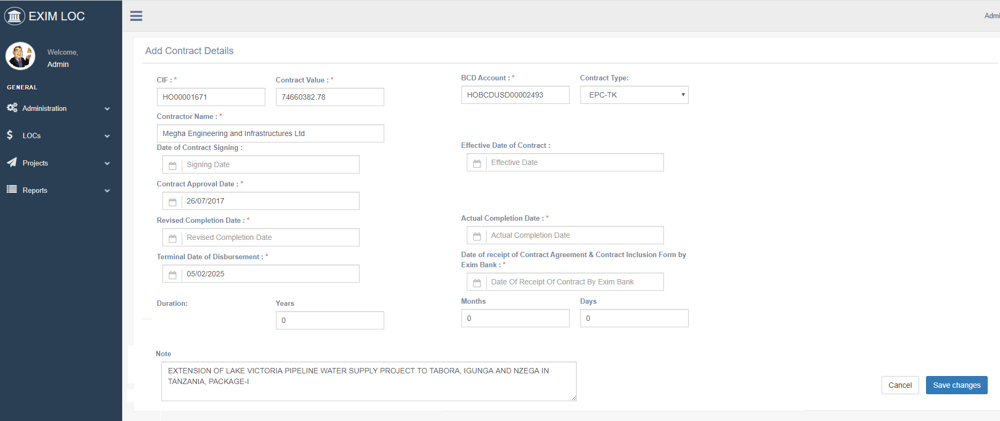 EXIM LOC
Admi
Welcome,
Admin
GENERAL
Administration
LOCs
Projects
Reports
Add Contract Details
CIF : * Contract Value : * BCD Account : * Contract Type:
HO00001671 74660382.78 HOBCDUSD00002493 EPC-TK
Contractor Name : *
Megha Engineering and Infrastructures Ltd
Date of Contract Signing : Effective Date of Contract :
Signing Date Effective Date
Contract Approval Date : *
26/07/2017
Revised Completion Date : * Actual Completion Date : *
Revised Completion Date Actual Completion Date
Terminal Date of Disbursement : *
05/02/2025
Date of receipt of Contract Agreement & Contract Inclusion Form by
Exim Bank : *
Date Of Receipt Of Contract By Exim Bank
Duration: Years Months Days
0 0 0
Note
EXTENSION OF LAKE VICTORIA PIPELINE WATER SUPPLY PROJECT TO TABORA, IGUNGA AND NZEGA IN
TANZANIA, PACKAGE-I
Cancel Save changes